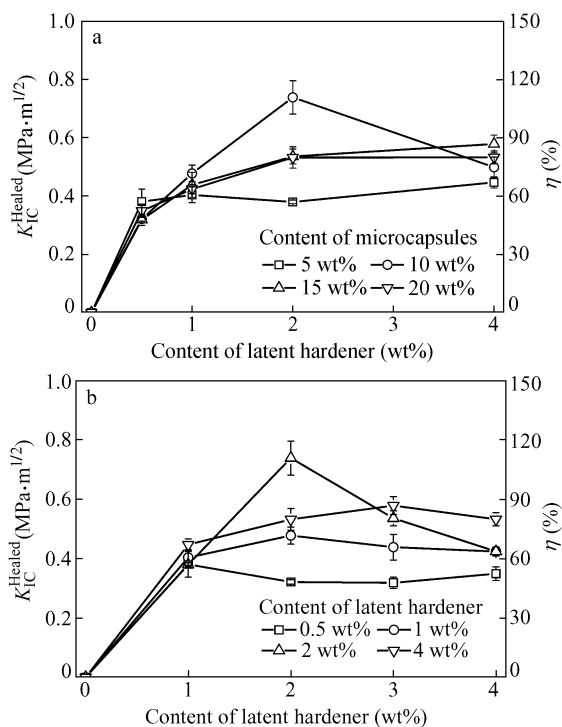 a
1.0
0.8
0.6
0.4
0.2
0
150
120
90
60
30
0
K_IC^Healed (MPa·m^1/2)
η (%)
Content of microcapsules
5 wt% 10 wt%
15 wt% 20 wt%
0 1 2 3 4
Content of latent hardener (wt%)
b
1.0
0.8
0.6
0.4
0.2
0
150
120
90
60
30
0
K_IC^Healed (MPa·m^1/2)
η (%)
Content of latent hardener
0.5 wt% 1 wt%
2 wt% 4 wt%
0 1 2 3 4
Content of latent hardener (wt%)